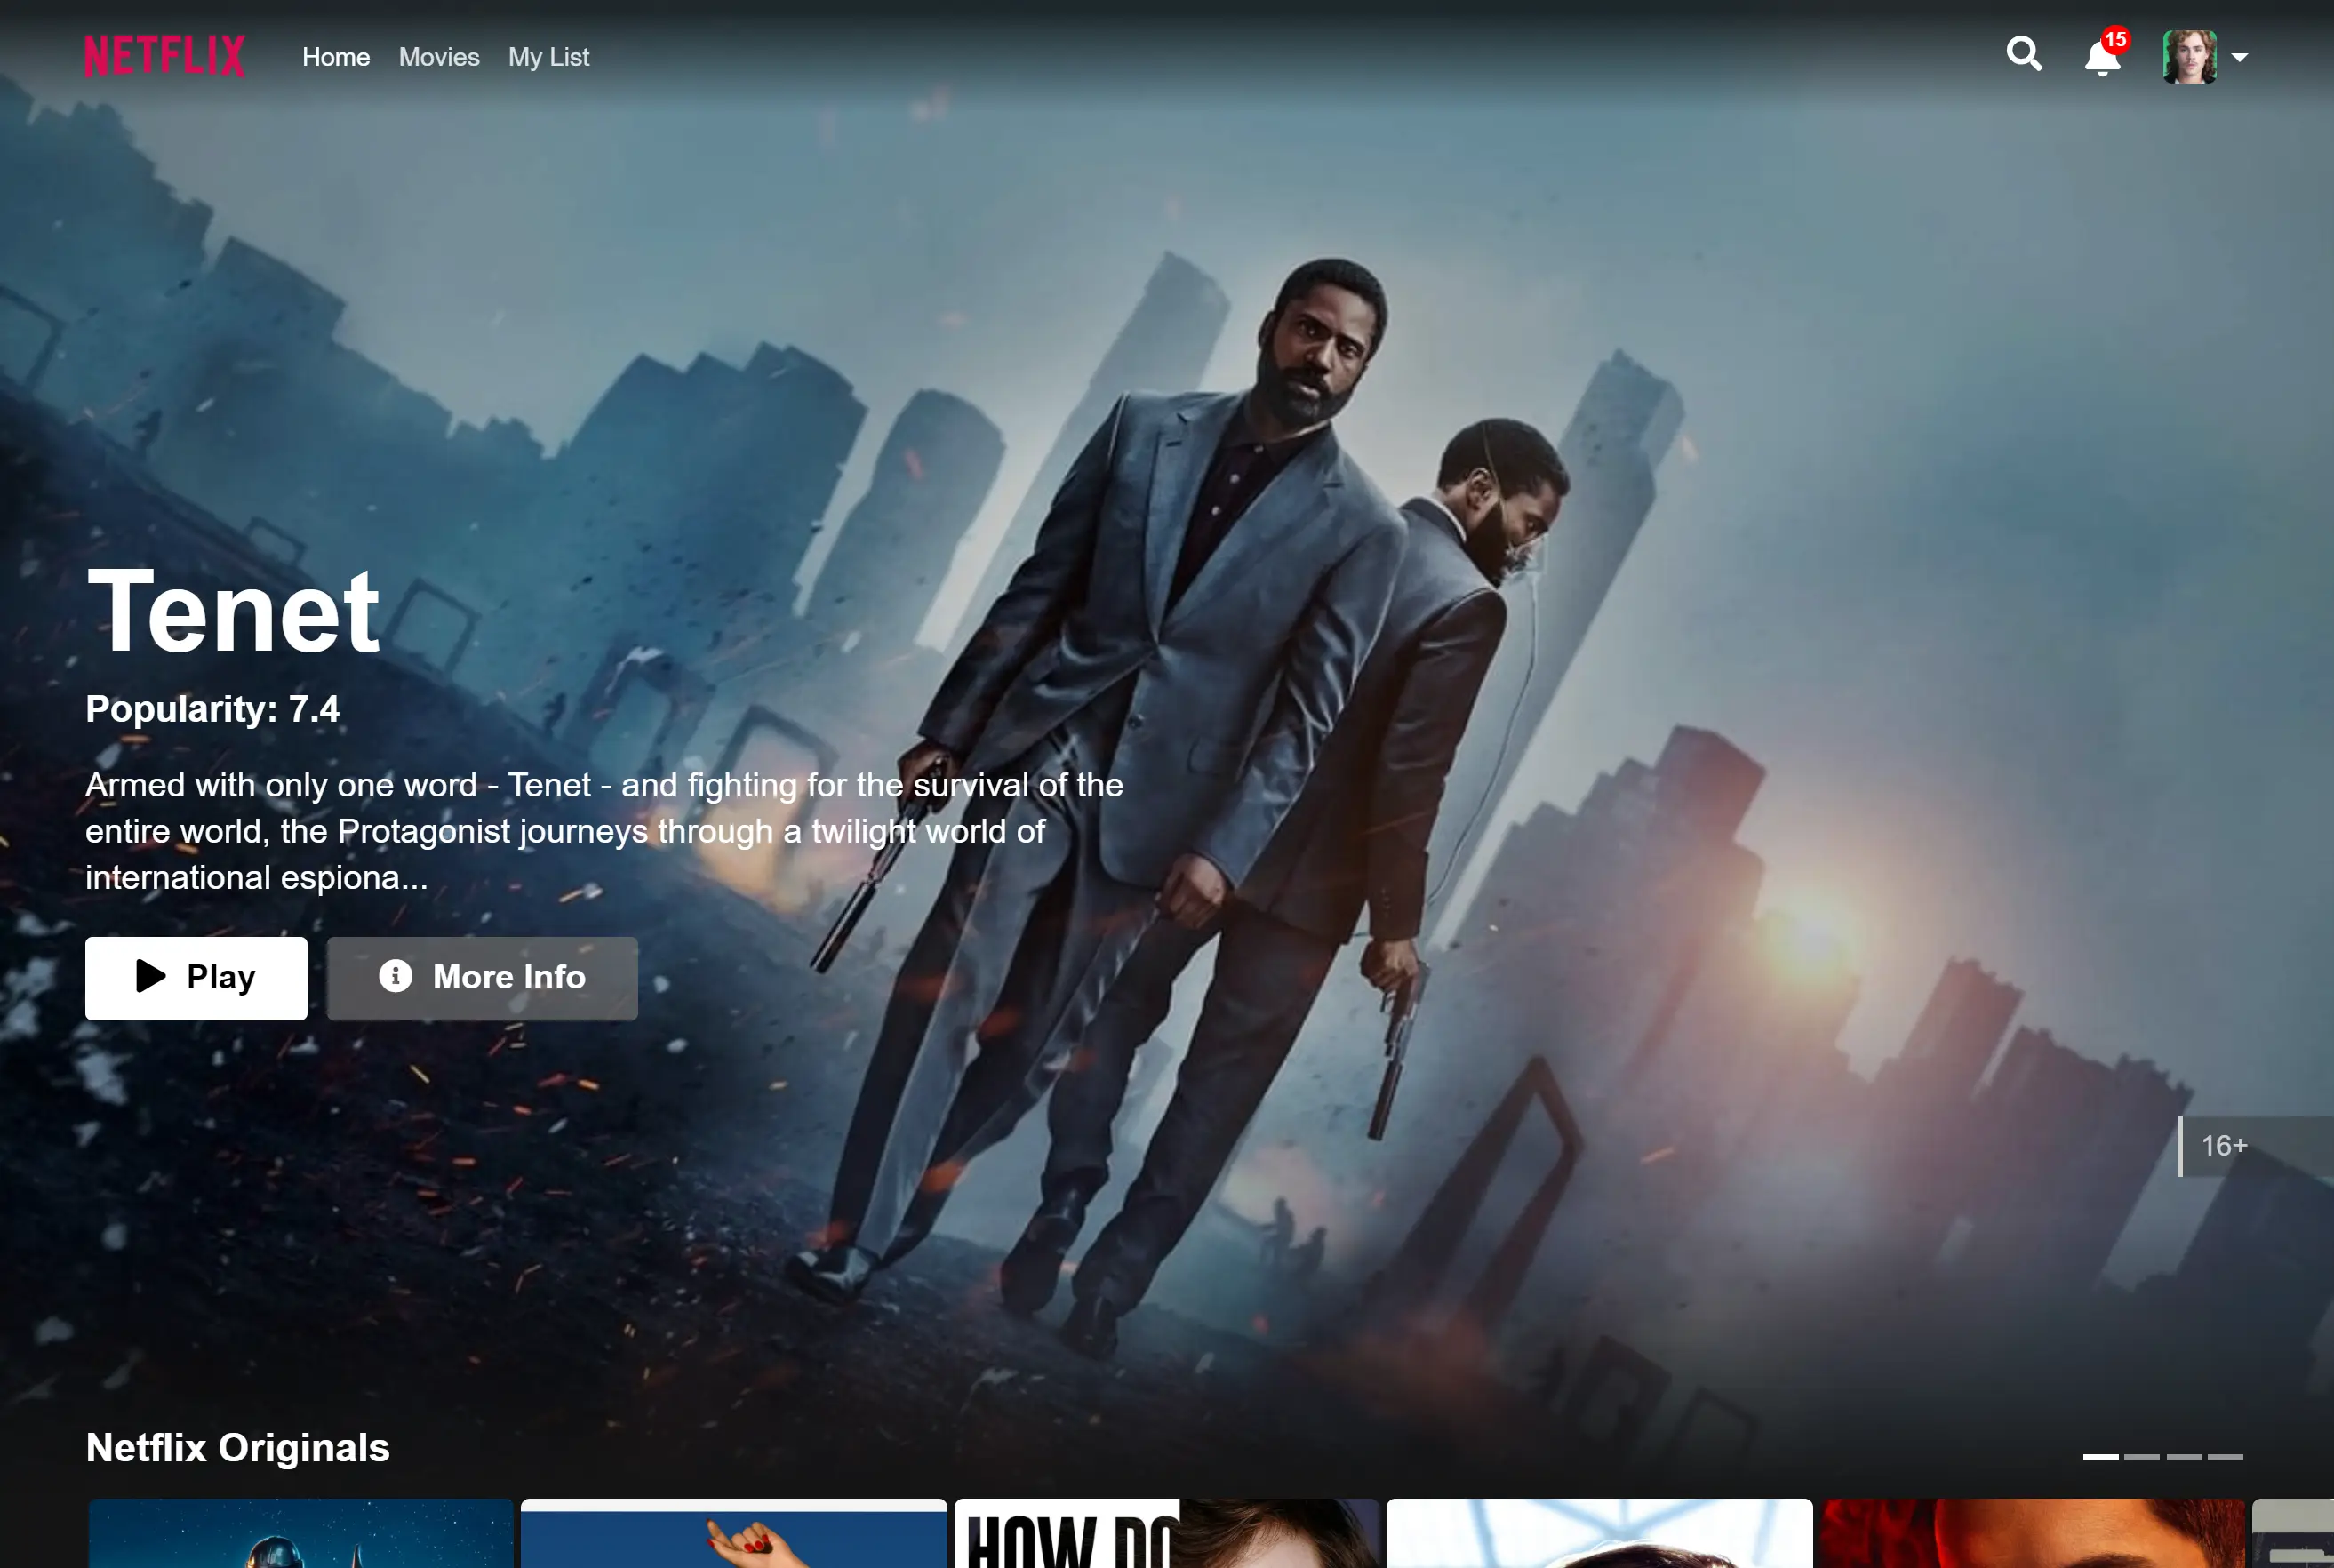 NETFLIX
Home Movies My List
15
Tenet
Popularity: 7.4
Armed with only one word - Tenet - and fighting for the survival of the
entire world, the Protagonist journeys through a twilight world of
international espiona...
Play
More Info
16+
Netflix Originals
HOW DO